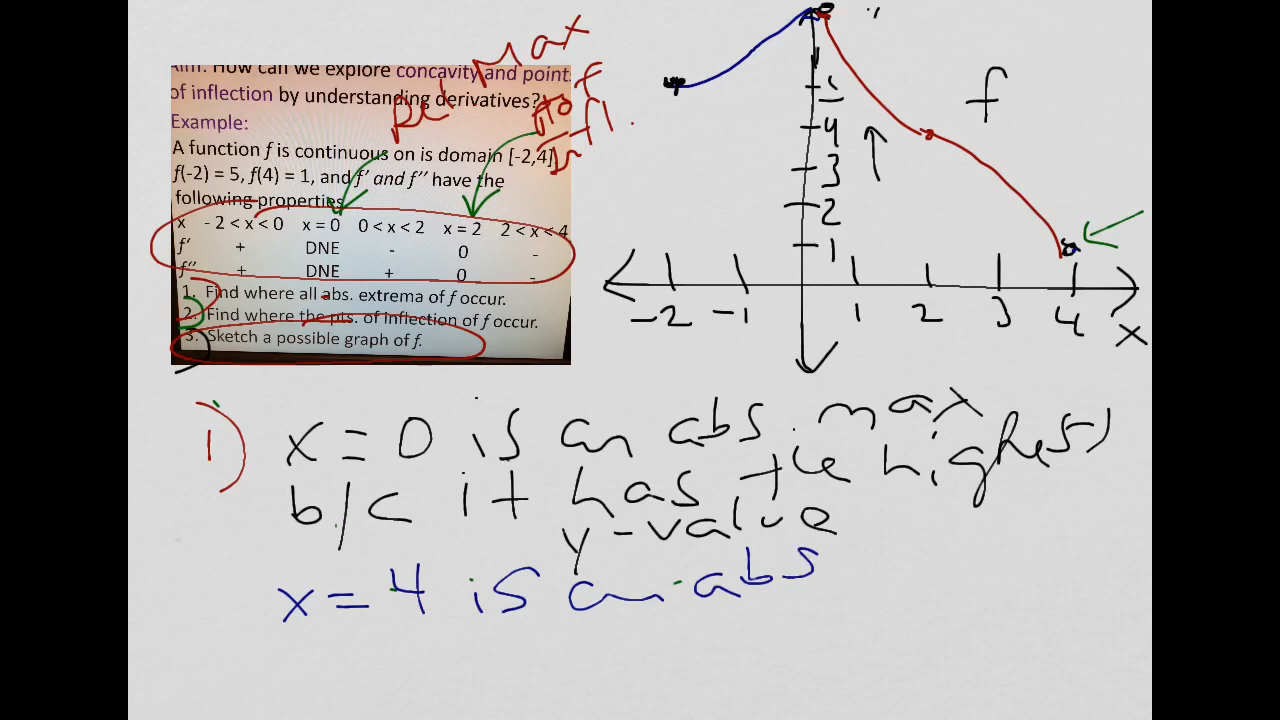 Aim: How can we explore concavity and points
of inflection by understanding derivatives?
Example:
A function f is continuous on is domain [-2,4]
f(-2) = 5, f(4) = 1, and f' and f'' have the
following properties
x - 2 < x < 0 x = 0 0 < x < 2 x = 2 2 < x < 4
f' + DNE - 0 -
f'' + DNE + 0 -
1. Find where all abs. extrema of f occur.
2. Find where the pts. of inflection of f occur.
3. Sketch a possible graph of f.
rel Max
pt of
Infl.
f
4
3
2
1
-2 -1 1 2 3 4
x
1) x = 0 is an abs. max
b/c it has the highest
y-value
x = 4 is an abs